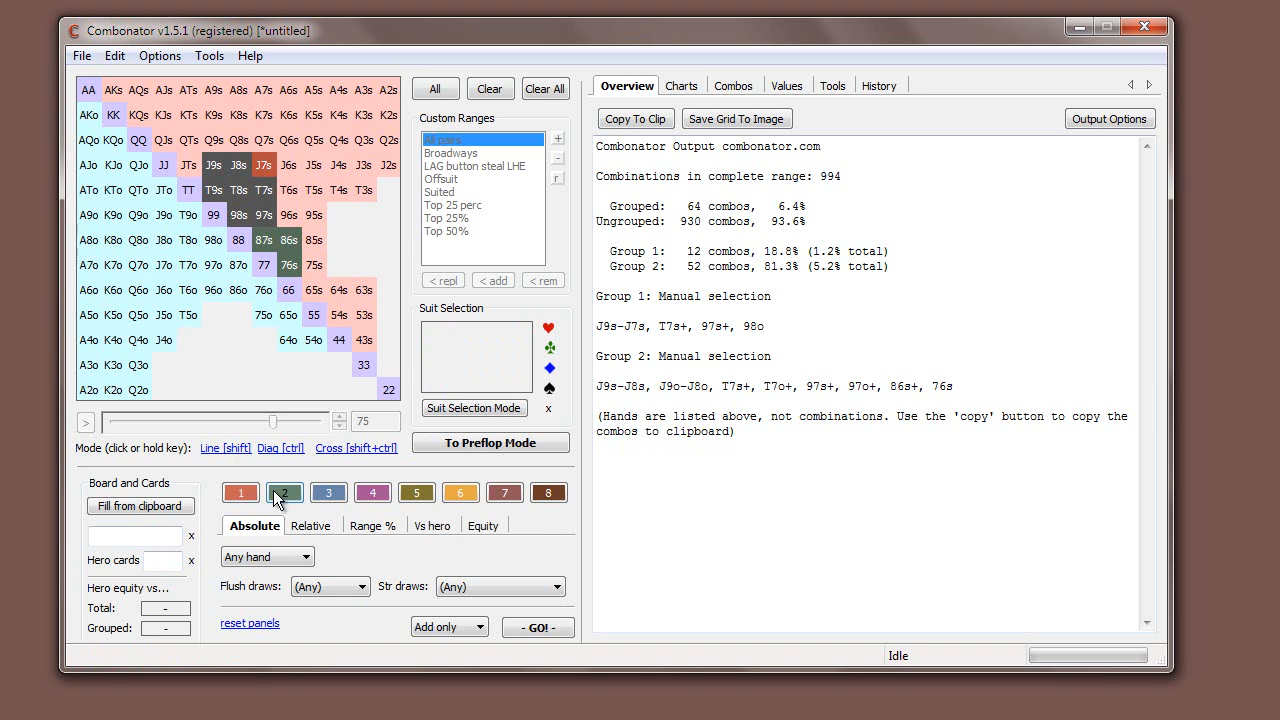 Combonator v1.5.1 (registered) [*untitled]
File Edit Options Tools Help
AA AKs AQs AJs ATs A9s A8s A7s A6s A5s A4s A3s A2s
AKo KK KQs KJs KTs K9s K8s K7s K6s K5s K4s K3s K2s
AQo KQo QQ QJs QTs Q9s Q8s Q7s Q6s Q5s Q4s Q3s Q2s
AJo KJo QJo JJ JTs J9s J8s J7s J6s J5s J4s J3s J2s
ATo KTo QTo JTo TT T9s T8s T7s T6s T5s T4s T3s
A9o K9o Q9o J9o T9o 99 98s 97s 96s 95s
A8o K8o Q8o J8o T8o 98o 88 87s 86s 85s
A7o K7o Q7o J7o T7o 97o 87o 77 76s 75s
A6o K6o Q6o J6o T6o 96o 86o 76o 66 65s 64s 63s
A5o K5o Q5o J5o T5o 75o 65o 55 54s 53s
A4o K4o Q4o J4o 64o 54o 44 43s
A3o K3o Q3o 33
A2o K2o Q2o 22
> 75
Mode (click or hold key): Line [shift] Diag [ctrl] Cross [shift+ctrl]
All Clear Clear All
Custom Ranges
All pairs
Broadways
LAG button steal LHE
Offsuit
Suited
Top 25 perc
Top 25%
Top 50%
+
-
r
< repl < add < rem
Suit Selection
Suit Selection Mode x
To Preflop Mode
Board and Cards
Fill from clipboard
x
Hero cards x
Hero equity vs...
Total: -
Grouped: -
1 2 3 4 5 6 7 8
Absolute Relative Range % Vs hero Equity
Any hand
Flush draws: (Any) Str draws: (Any)
reset panels Add only - GO! -
Overview Charts Combos Values Tools History
Copy To Clip Save Grid To Image Output Options
Combonator Output combonator.com
Combinations in complete range: 994
Grouped: 64 combos, 6.4%
Ungrouped: 930 combos, 93.6%
Group 1: 12 combos, 18.8% (1.2% total)
Group 2: 52 combos, 81.3% (5.2% total)
Group 1: Manual selection
J9s-J7s, T7s+, 97s+, 98o
Group 2: Manual selection
J9s-J8s, J9o-J8o, T7s+, T7o+, 97s+, 97o+, 86s+, 76s
(Hands are listed above, not combinations. Use the 'copy' button to copy the
combos to clipboard)
Idle